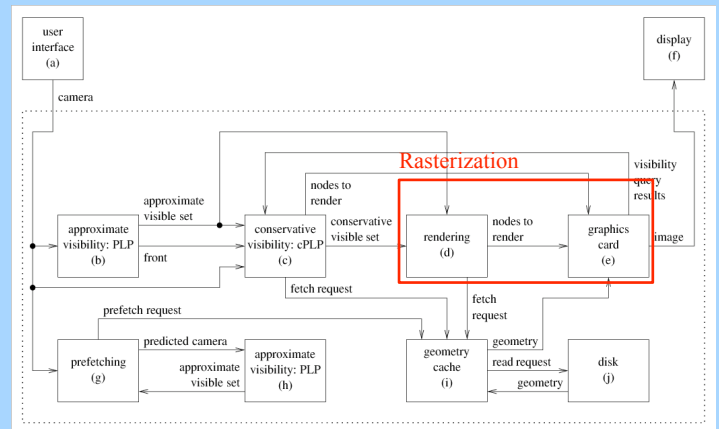 user
interface
(a)
display
(f)
camera
Rasterization
visibility
query
results
nodes to
render
approximate
visible set
conservative
visible set
nodes to
render
approximate
visibility: PLP
(b)
front
conservative
visibility: cPLP
(c)
rendering
(d)
graphics
card
(e)
image
fetch request
fetch
request
prefetch request
prefetching
(g)
predicted camera
approximate
visible set
approximate
visibility: PLP
(h)
geometry
cache
(i)
geometry
read request
geometry
disk
(j)